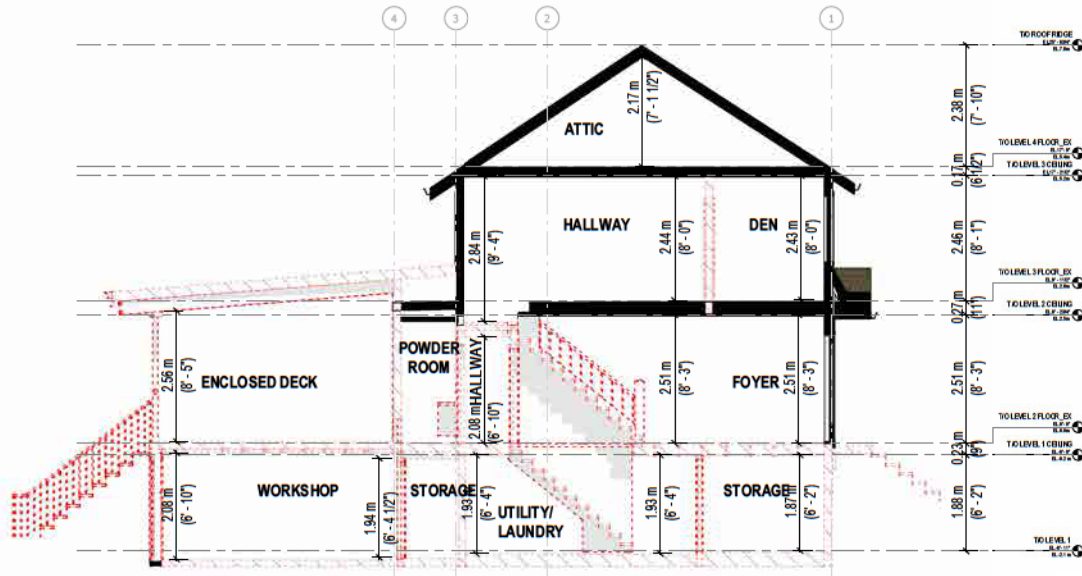 4
3
2
1
T/O ROOF RIDGE
2.17 m
(7' - 1 1/2")
2.38 m
(7' - 10")
ATTIC
T/O LEVEL 4 FLOOR_EX
T/O LEVEL 3 CEILING
0.17 m
(6 1/2")
HALLWAY
DEN
2.84 m
(9' - 4")
2.44 m
(8' - 0")
2.43 m
(8' - 0")
2.46 m
(8' - 1")
T/O LEVEL 3 FLOOR_EX
T/O LEVEL 2 CEILING
0.27 m
(11")
POWDER
ROOM
ENCLOSED DECK
HALLWAY
FOYER
2.56 m
(8' - 5")
2.08 m
(6' - 10")
2.51 m
(8' - 3")
2.51 m
(8' - 3")
2.51 m
(8' - 3")
T/O LEVEL 2 FLOOR_EX
T/O LEVEL 1 CEILING
0.23 m
(9")
WORKSHOP
STORAGE
STORAGE
UTILITY/
LAUNDRY
2.08 m
(6' - 10")
1.94 m
(6' - 4 1/2")
1.93 m
(6' - 4")
1.93 m
(6' - 4")
1.87 m
(6' - 2")
1.88 m
(6' - 2")
T/O LEVEL 1